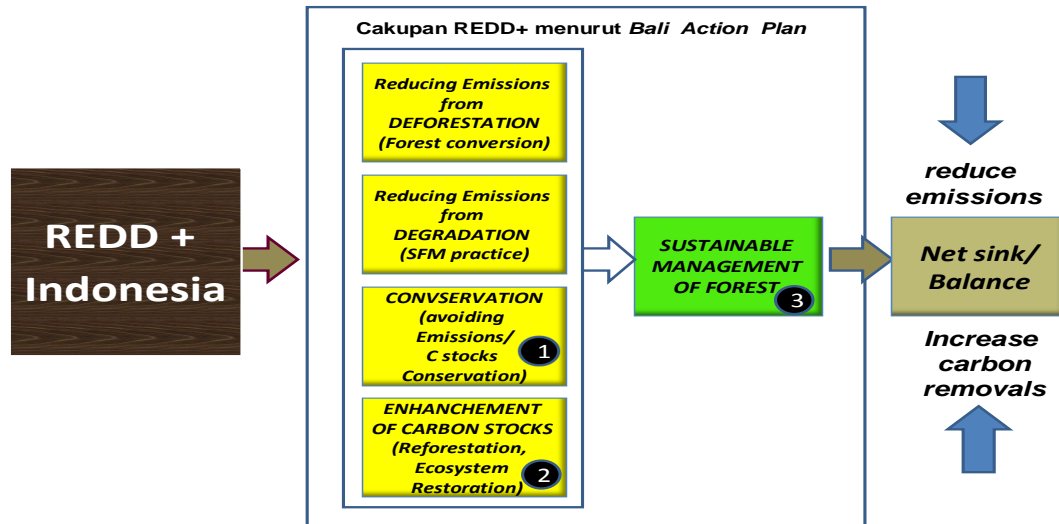 Cakupan REDD+ menurut Bali Action Plan
REDD +
Indonesia
Reducing Emissions
from
DEFORESTATION
(Forest conversion)
Reducing Emissions
from
DEGRADATION
(SFM practice)
CONVSERVATION
(avoiding
Emissions/
C stocks
Conservation)
1
ENHANCHEMENT
OF CARBON STOCKS
(Reforestation,
Ecosystem
Restoration)
2
SUSTAINABLE
MANAGEMENT
OF FOREST
3
reduce
emissions
Net sink/
Balance
Increase
carbon
removals